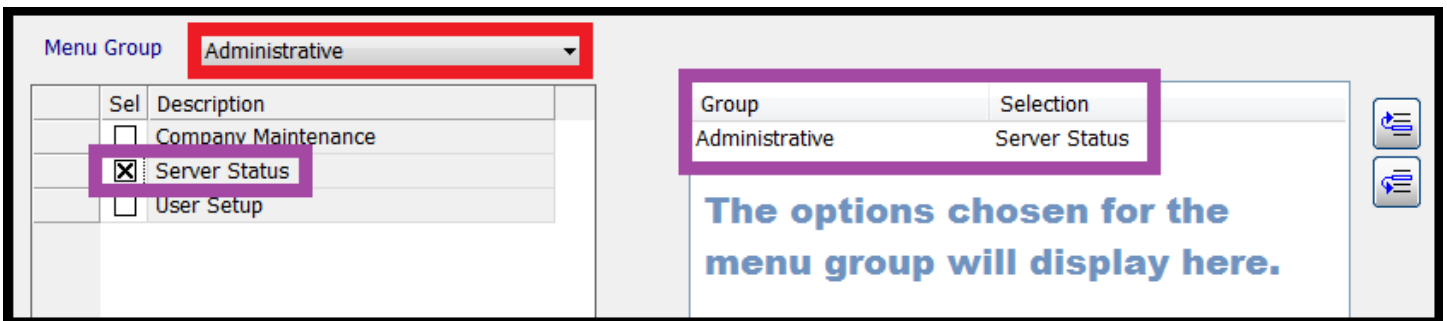 Menu Group Administrative
Sel Description
Company Maintenance
Server Status
User Setup
Group Selection
Administrative Server Status
The options chosen for the
menu group will display here.